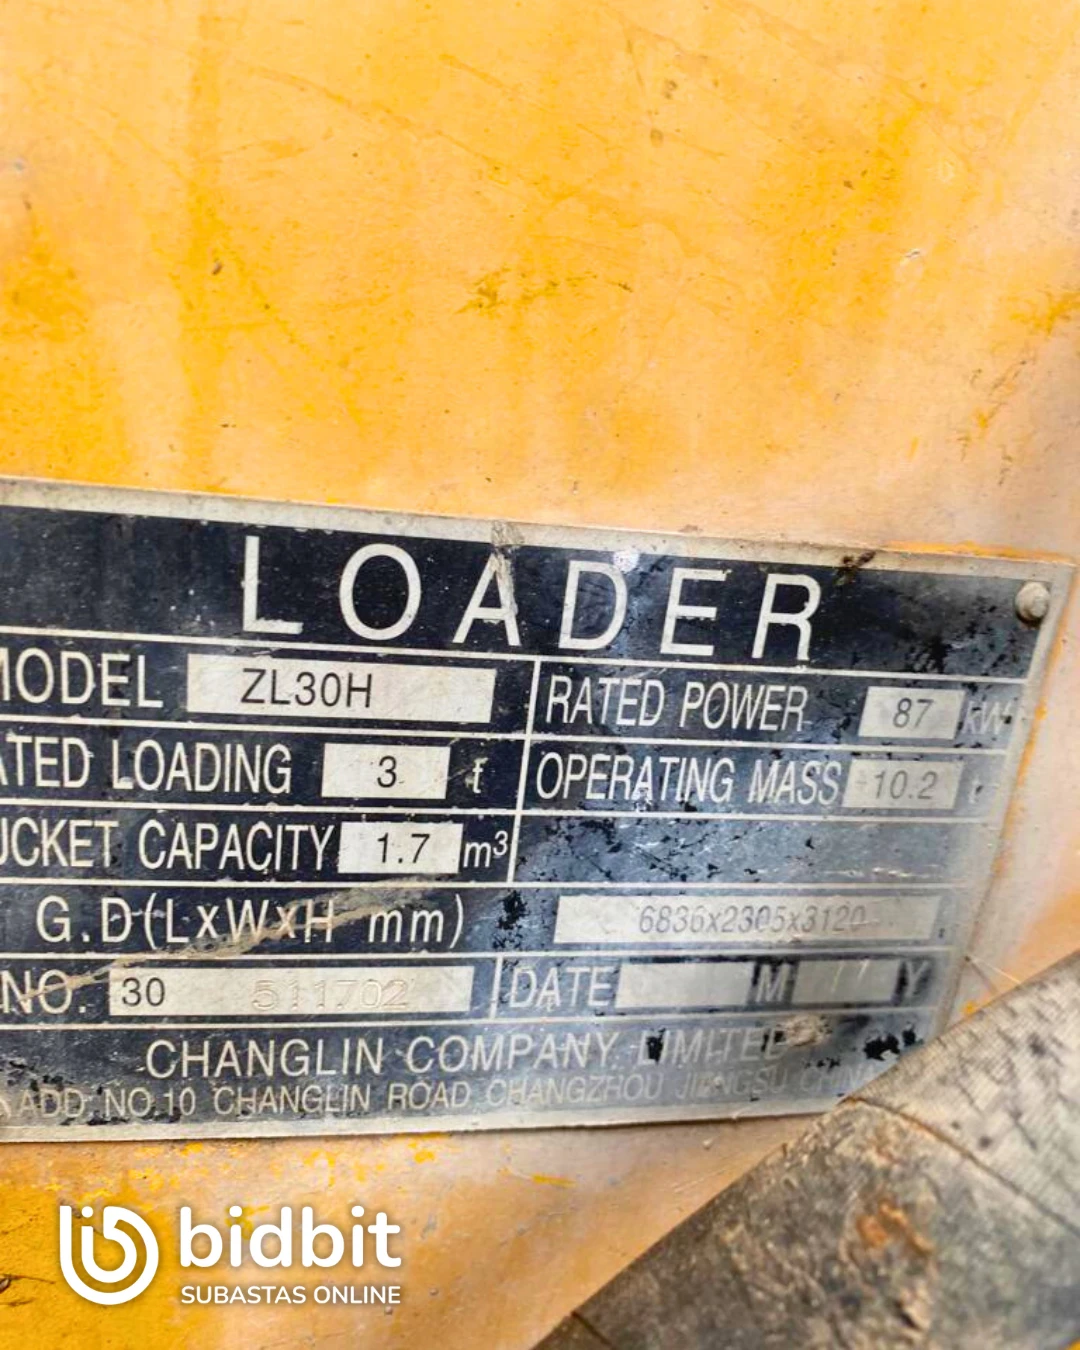 LOADER
MODEL ZL30H RATED POWER 87 kW
ATED LOADING 3 t OPERATING MASS 10.2 t
UCKET CAPACITY 1.7 m³
G.D(LxWxH mm) 6836x2305x3120
NO. 30 511702 DATE M Y
CHANGLIN COMPANY LIMITED
ADD NO.10 CHANGLIN ROAD CHANGZHOU JIANGSU CHINA
bidbit
SUBASTAS ONLINE